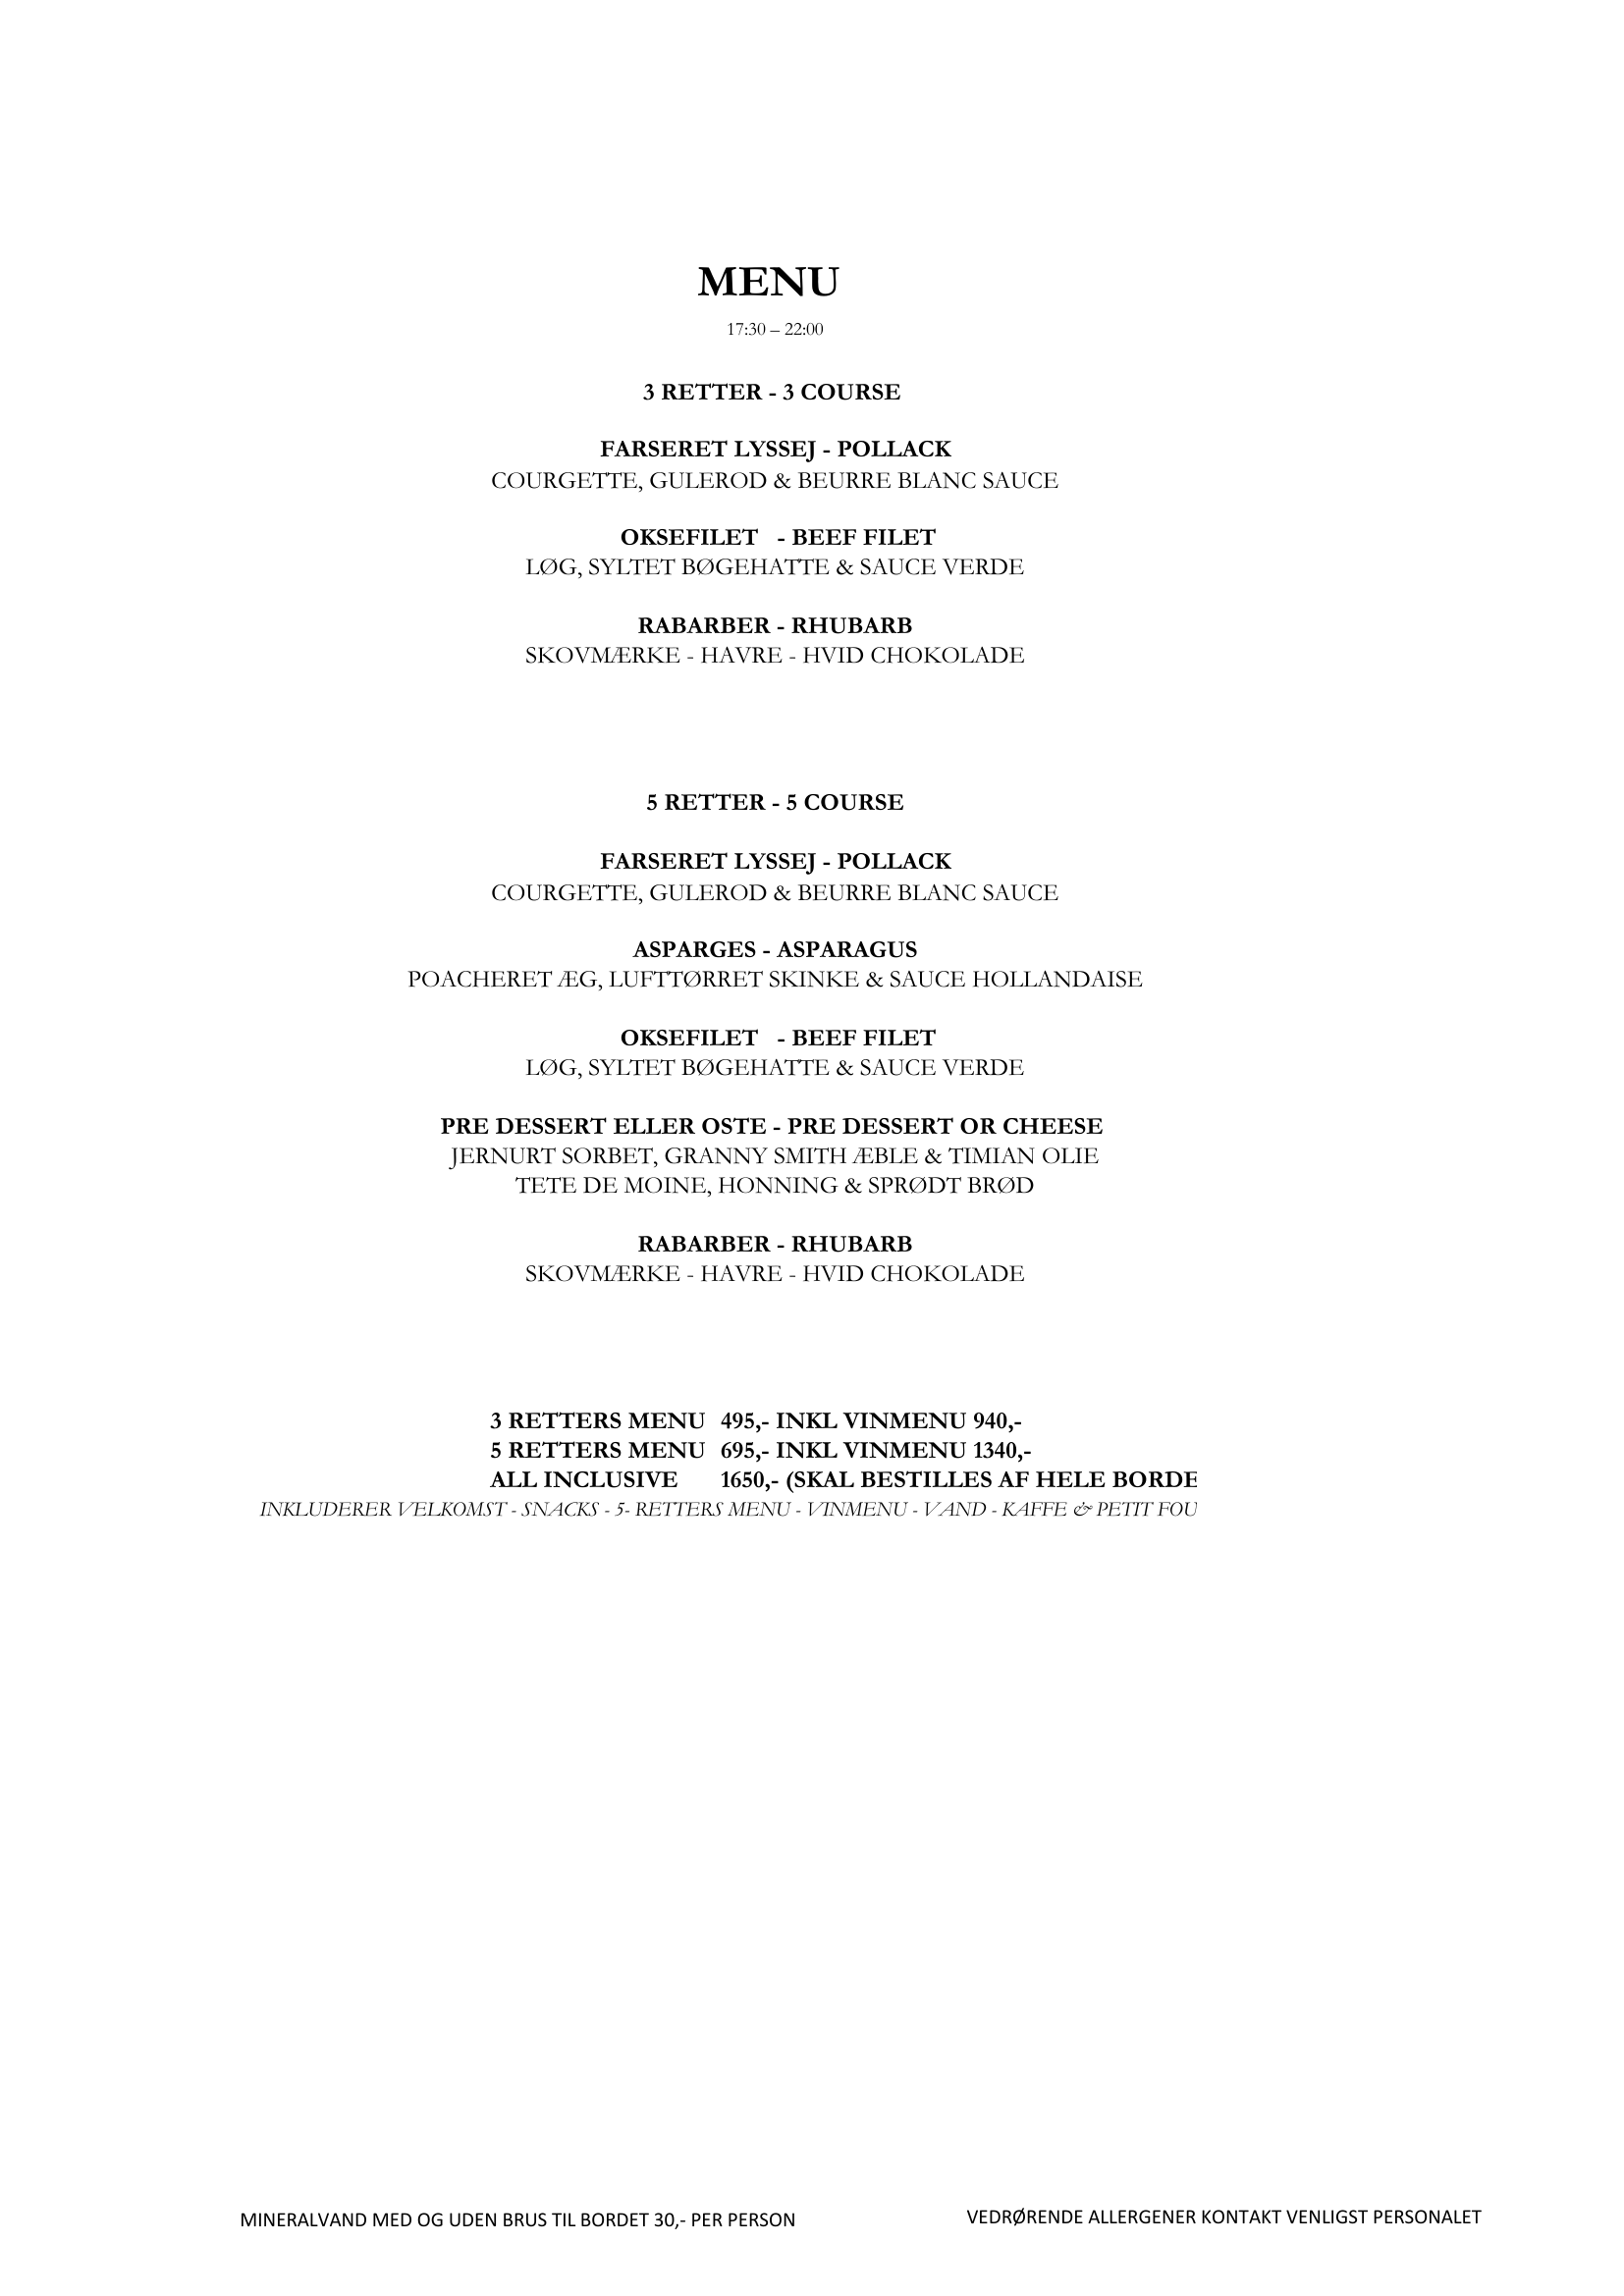 MENU
17:30 – 22:00
3 RETTER - 3 COURSE
FARSERET LYSSEJ - POLLACK
COURGETTE, GULEROD & BEURRE BLANC SAUCE
OKSEFILET - BEEF FILET
LØG, SYLTET BØGEHATTE & SAUCE VERDE
RABARBER - RHUBARB
SKOVMÆRKE - HAVRE - HVID CHOKOLADE
5 RETTER - 5 COURSE
FARSERET LYSSEJ - POLLACK
COURGETTE, GULEROD & BEURRE BLANC SAUCE
ASPARGES - ASPARAGUS
POACHERET ÆG, LUFTTØRRET SKINKE & SAUCE HOLLANDAISE
OKSEFILET - BEEF FILET
LØG, SYLTET BØGEHATTE & SAUCE VERDE
PRE DESSERT ELLER OSTE - PRE DESSERT OR CHEESE
JERNURT SORBET, GRANNY SMITH ÆBLE & TIMIAN OLIE
TETE DE MOINE, HONNING & SPRØDT BRØD
RABARBER - RHUBARB
SKOVMÆRKE - HAVRE - HVID CHOKOLADE
3 RETTERS MENU 495,- INKL VINMENU 940,-
5 RETTERS MENU 695,- INKL VINMENU 1340,-
ALL INCLUSIVE 1650,- (SKAL BESTILLES AF HELE BORDE
INKLUDERER VELKOMST - SNACKS - 5- RETTERS MENU - VINMENU - VAND - KAFFE & PETIT FOU
MINERALVAND MED OG UDEN BRUS TIL BORDET 30,- PER PERSON
VEDRØRENDE ALLERGENER KONTAKT VENLIGST PERSONALET